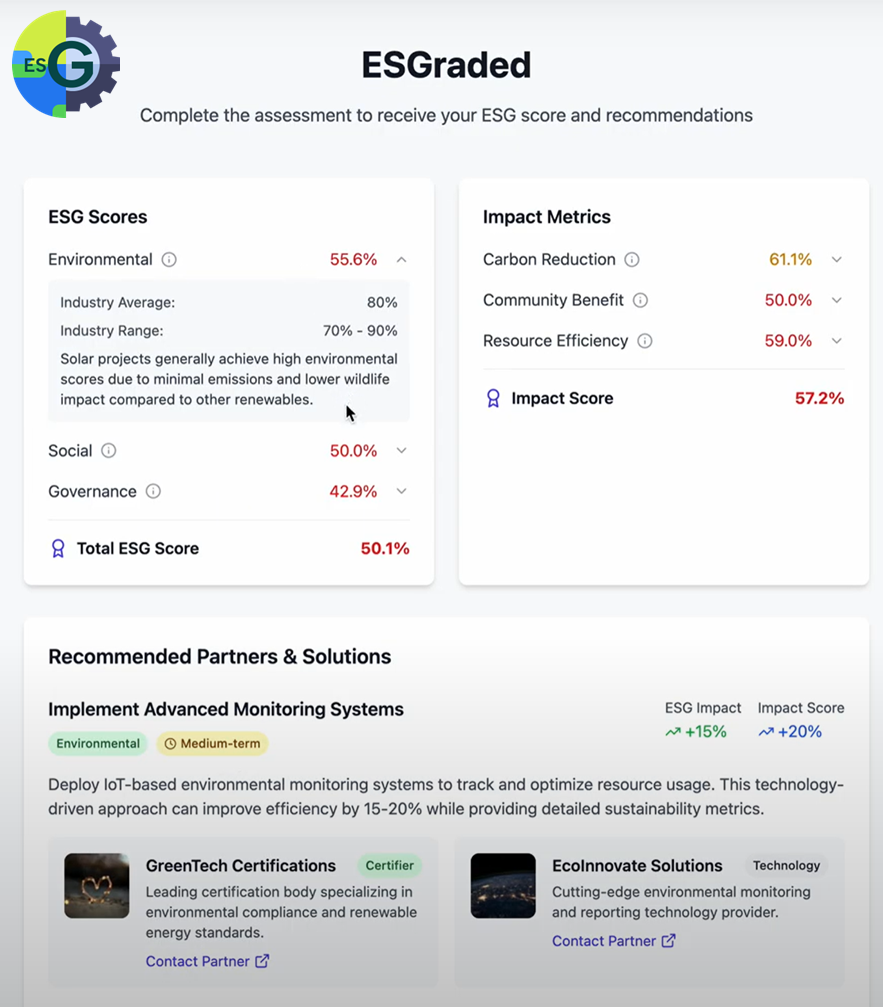 ESG
ESGraded
Complete the assessment to receive your ESG score and recommendations
ESG Scores
Environmental 55.6%
Industry Average: 80%
Industry Range: 70% - 90%
Solar projects generally achieve high environmental
scores due to minimal emissions and lower wildlife
impact compared to other renewables.
Social 50.0%
Governance 42.9%
Total ESG Score 50.1%
Impact Metrics
Carbon Reduction 61.1%
Community Benefit 50.0%
Resource Efficiency 59.0%
Impact Score 57.2%
Recommended Partners & Solutions
Implement Advanced Monitoring Systems
Environmental Medium-term
ESG Impact Impact Score
+15% +20%
Deploy IoT-based environmental monitoring systems to track and optimize resource usage. This technology-
driven approach can improve efficiency by 15-20% while providing detailed sustainability metrics.
GreenTech Certifications Certifier
Leading certification body specializing in
environmental compliance and renewable
energy standards.
Contact Partner
EcoInnovate Solutions Technology
Cutting-edge environmental monitoring
and reporting technology provider.
Contact Partner